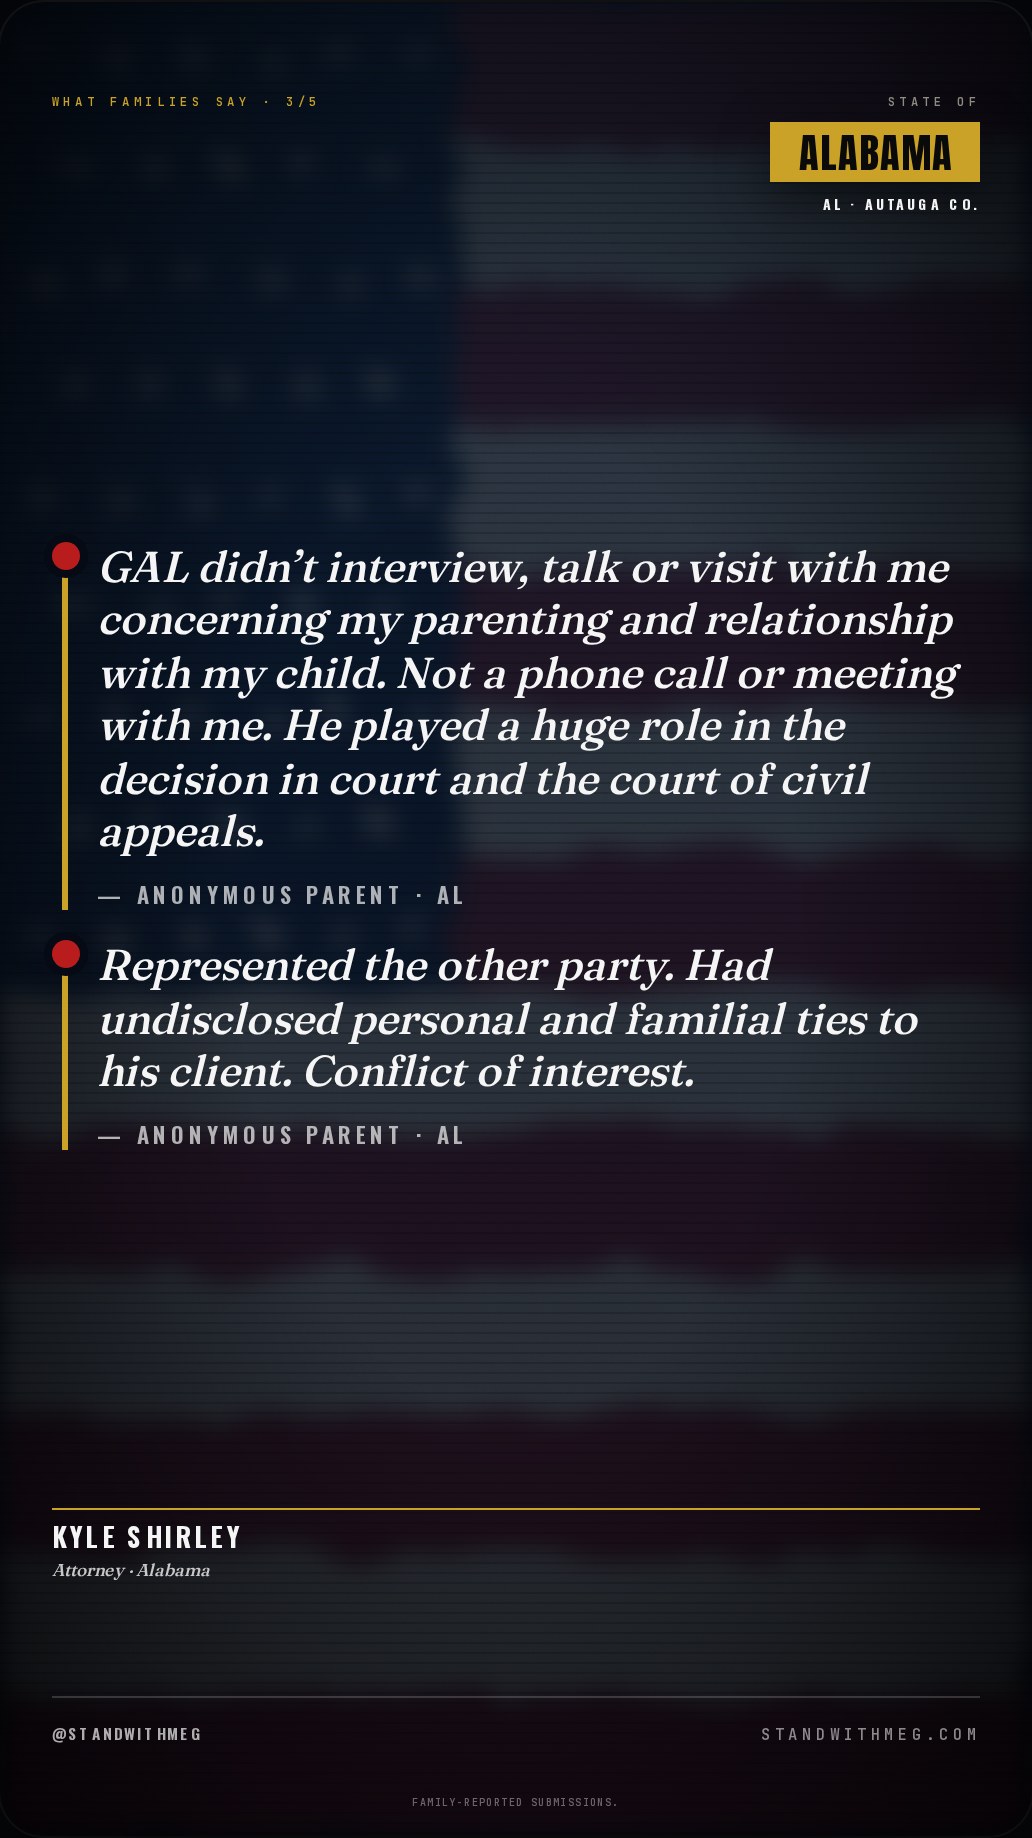 WHAT FAMILIES SAY · 3/5
STATE OF
ALABAMA
AL · AUTAUGA CO.
GAL didn’t interview, talk or visit with me
concerning my parenting and relationship
with my child. Not a phone call or meeting
with me. He played a huge role in the
decision in court and the court of civil
appeals.
— ANONYMOUS PARENT · AL
Represented the other party. Had
undisclosed personal and familial ties to
his client. Conflict of interest.
— ANONYMOUS PARENT · AL
KYLE SHIRLEY
Attorney · Alabama
@STANDWITHMEG
STANDWITHMEG.COM
FAMILY-REPORTED SUBMISSIONS.